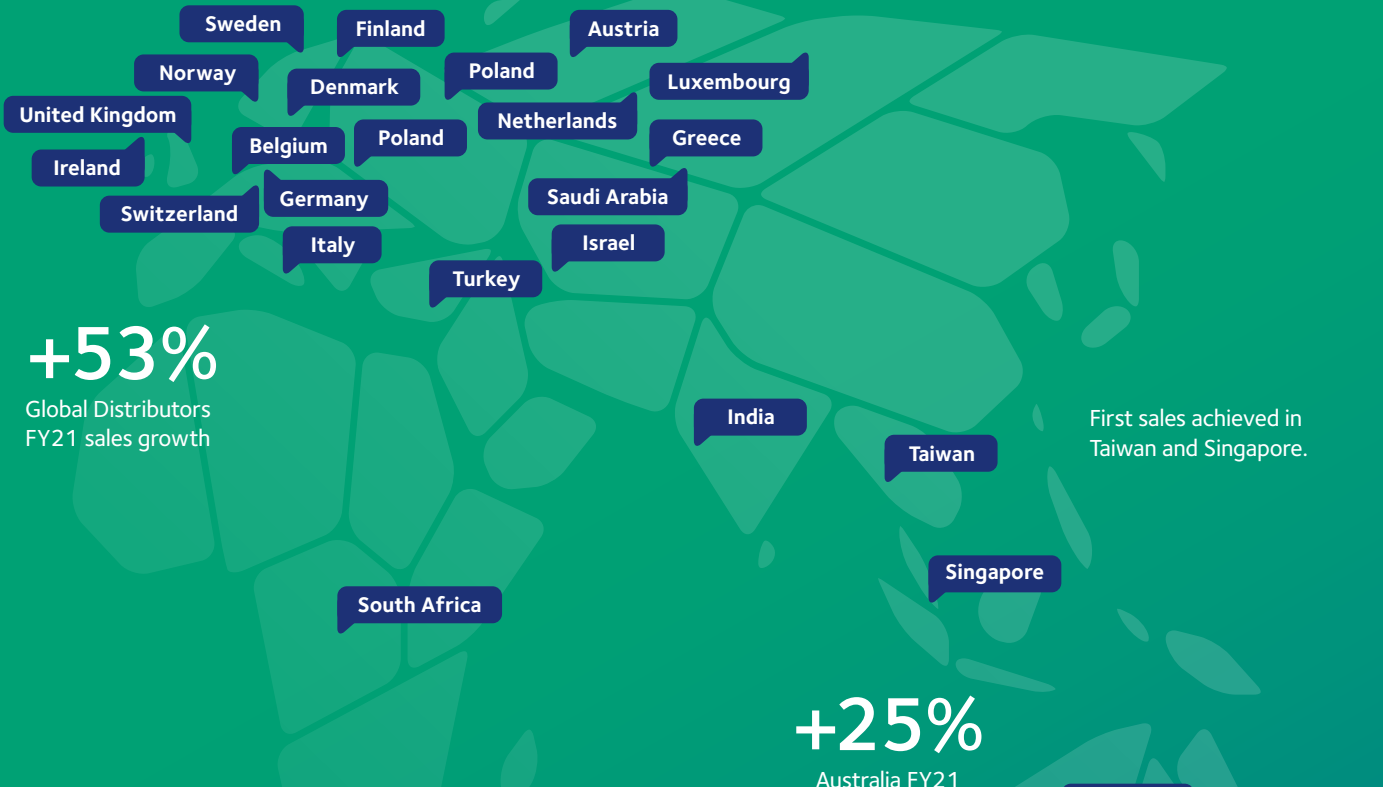 Sweden
Finland
Austria
Norway
Denmark
Poland
Luxembourg
United Kingdom
Netherlands
Belgium
Poland
Greece
Ireland
Switzerland
Germany
Saudi Arabia
Italy
Israel
Turkey
+53%
Global Distributors
FY21 sales growth
India
Taiwan
First sales achieved in
Taiwan and Singapore.
Singapore
South Africa
+25%
Australia FY21